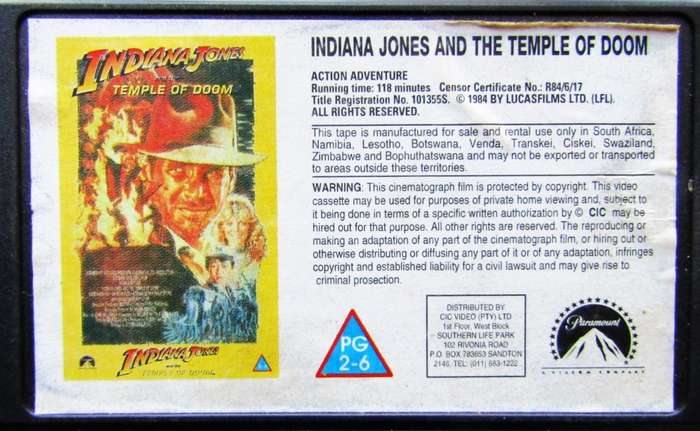 INDIANA JONES
AND THE
TEMPLE OF DOOM
INDIANA JONES
and the
TEMPLE OF DOOM
INDIANA JONES AND THE TEMPLE OF DOOM
ACTION ADVENTURE
Running time: 118 minutes Censor Certificate No.: R84/6/17
Title Registration No. 101355S. © 1984 BY LUCASFILMS LTD. (LFL).
ALL RIGHTS RESERVED.
This tape is manufactured for sale and rental use only in South Africa,
Namibia, Lesotho, Botswana, Venda, Transkei, Ciskei, Swaziland,
Zimbabwe and Bophuthatswana and may not be exported or transported
to areas outside these territories.
WARNING: This cinematograph film is protected by copyright. This video
cassette may be used for purposes of private home viewing and, subject to
it being done in terms of a specific written authorization by © CIC may be
hired out for that purpose. All other rights are reserved. The reproducing or
making an adaptation of any part of the cinematograph film, or hiring out or
otherwise distributing or diffusing any part of it or of any adaptation, infringes
copyright and established liability for a civil lawsuit and may give rise to
criminal prosection.
PG
2-6
DISTRIBUTED BY
CIC VIDEO (PTY) LTD
1st Floor, West Block
SOUTHERN LIFE PARK
102 RIVONIA ROAD
P.O. BOX 783653 SANDTON
2146, TEL: (011) 883-1222
Paramount
A VIACOM COMPANY